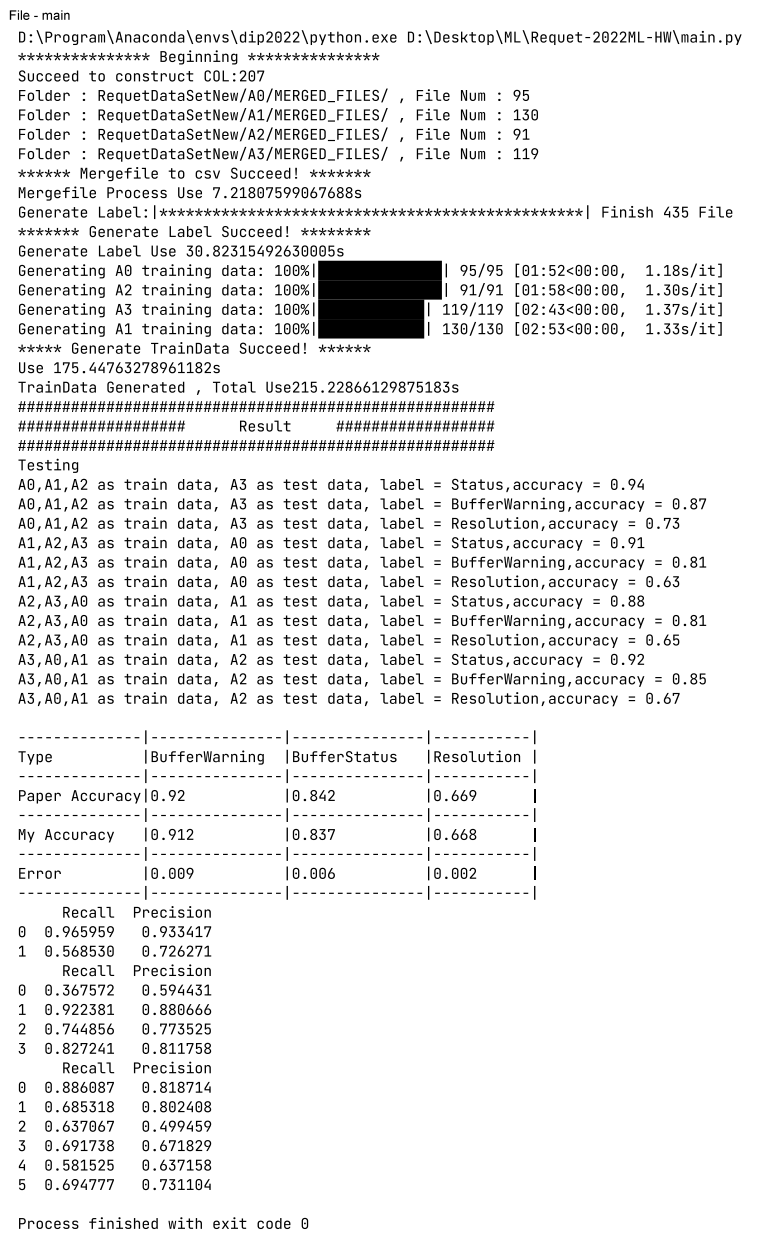 File - main
D:\Program\Anaconda\envs\dip2022\python.exe D:\Desktop\ML\Requet-2022ML-HW\main.py
*************** Beginning ***************
Succeed to construct COL:207
Folder : RequetDataSetNew/A0/MERGED_FILES/ , File Num : 95
Folder : RequetDataSetNew/A1/MERGED_FILES/ , File Num : 130
Folder : RequetDataSetNew/A2/MERGED_FILES/ , File Num : 91
Folder : RequetDataSetNew/A3/MERGED_FILES/ , File Num : 119
****** Mergefile to csv Succeed! *******
Mergefile Process Use 7.21807599067688s
Generate Label:|************************************************| Finish 435 File
******* Generate Label Succeed! ********
Generate Label Use 30.82315492630005s
Generating A0 training data: 100%|██████████████| 95/95 [01:52<00:00,  1.18s/it]
Generating A2 training data: 100%|██████████████| 91/91 [01:58<00:00,  1.30s/it]
Generating A3 training data: 100%|████████████| 119/119 [02:43<00:00,  1.37s/it]
Generating A1 training data: 100%|████████████| 130/130 [02:53<00:00,  1.33s/it]
***** Generate TrainData Succeed! ******
Use 175.44763278961182s
TrainData Generated , Total Use215.22866129875183s
######################################################
###################      Result     ##################
######################################################
Testing
A0,A1,A2 as train data, A3 as test data, label = Status,accuracy = 0.94
A0,A1,A2 as train data, A3 as test data, label = BufferWarning,accuracy = 0.87
A0,A1,A2 as train data, A3 as test data, label = Resolution,accuracy = 0.73
A1,A2,A3 as train data, A0 as test data, label = Status,accuracy = 0.91
A1,A2,A3 as train data, A0 as test data, label = BufferWarning,accuracy = 0.81
A1,A2,A3 as train data, A0 as test data, label = Resolution,accuracy = 0.63
A2,A3,A0 as train data, A1 as test data, label = Status,accuracy = 0.88
A2,A3,A0 as train data, A1 as test data, label = BufferWarning,accuracy = 0.81
A2,A3,A0 as train data, A1 as test data, label = Resolution,accuracy = 0.65
A3,A0,A1 as train data, A2 as test data, label = Status,accuracy = 0.92
A3,A0,A1 as train data, A2 as test data, label = BufferWarning,accuracy = 0.85
A3,A0,A1 as train data, A2 as test data, label = Resolution,accuracy = 0.67
--------------|---------------|---------------|-----------|
Type          |BufferWarning  |BufferStatus   |Resolution |
--------------|---------------|---------------|-----------|
Paper Accuracy|0.92           |0.842          |0.669      |
--------------|---------------|---------------|-----------|
My Accuracy   |0.912          |0.837          |0.668      |
--------------|---------------|---------------|-----------|
Error         |0.009          |0.006          |0.002      |
--------------|---------------|---------------|-----------|
     Recall  Precision
0  0.965959   0.933417
1  0.568530   0.726271
     Recall  Precision
0  0.367572   0.594431
1  0.922381   0.880666
2  0.744856   0.773525
3  0.827241   0.811758
     Recall  Precision
0  0.886087   0.818714
1  0.685318   0.802408
2  0.637067   0.499459
3  0.691738   0.671829
4  0.581525   0.637158
5  0.694777   0.731104
Process finished with exit code 0